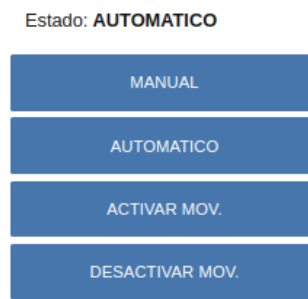 Estado: AUTOMATICO
MANUAL
AUTOMATICO
ACTIVAR MOV.
DESACTIVAR MOV.